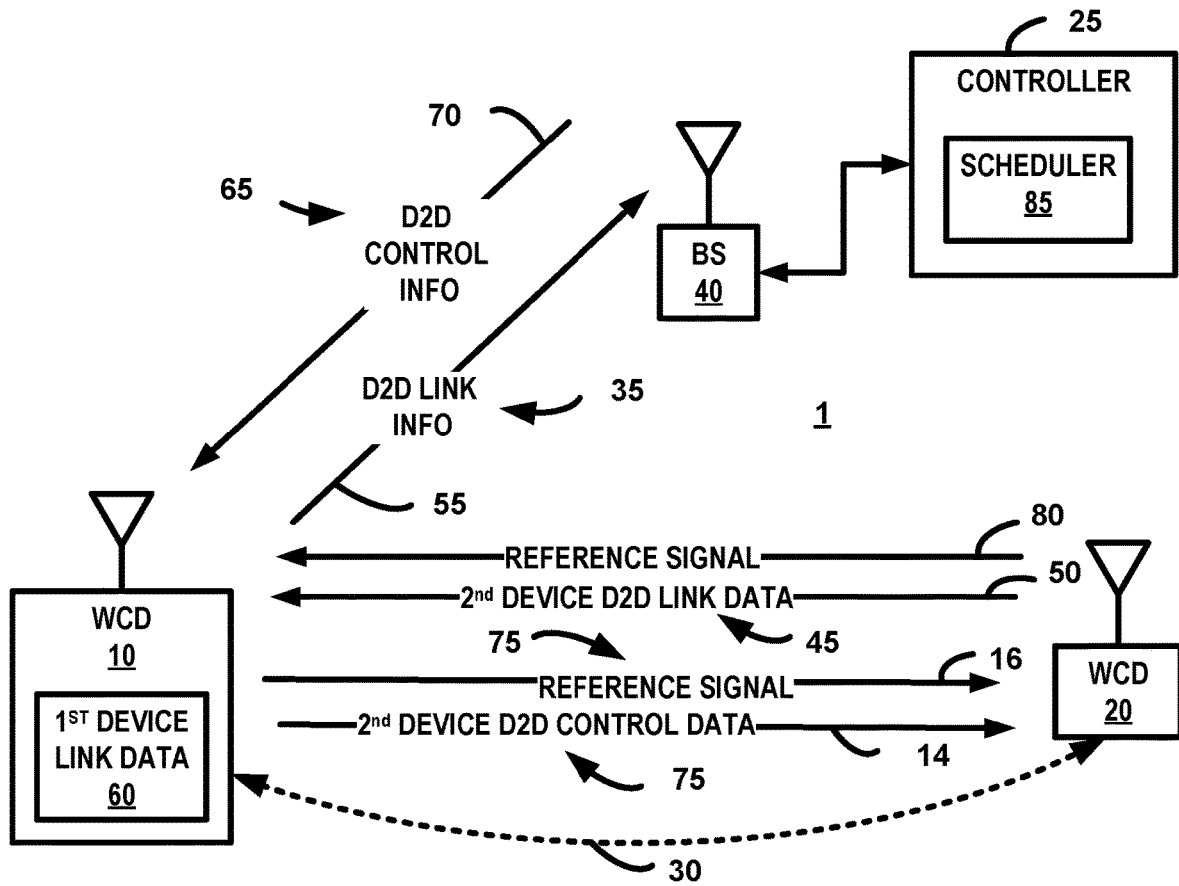 25
CONTROLLER
SCHEDULER
85
70
65
D2D
CONTROL
INFO
BS
40
D2D LINK
INFO
35
1
55
80
REFERENCE SIGNAL
50
2nd DEVICE D2D LINK DATA
75
45
WCD
10
16
REFERENCE SIGNAL
WCD
20
1ST DEVICE
LINK DATA
60
2nd DEVICE D2D CONTROL DATA
14
75
30